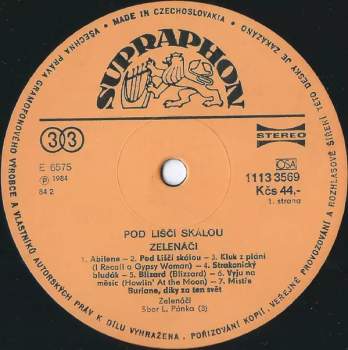 VŠECHNA PRÁVA GRAMOFONOVÉHO VÝROBCE A VLASTNÍKŮ AUTORSKÝCH PRÁV K DÍLU VYHRAŽENA. POŘIZOVÁNÍ KOPIÍ, VEŘEJNÉ PROVOZOVÁNÍ A ROZHLASOVÉ ŠÍŘENÍ TÉTO DESKY JE ZAKÁZÁNO
• MADE IN CZECHOSLOVAKIA •
SUPRAPHON
33
STEREO
E 6575
OSA
Ⓟ 1984
1113 3569
84 2
Kčs 44,-
1. strana
POD LIŠČÍ SKÁLOU
ZELENÁČI
1. Abilene - 2. Pod Liščí skálou - 3. Kluk z plání
(I Recall a Gypsy Woman) - 4. Strakonický
bludák - 5. Blizard (Blizzard) - 6. Vyju na
měsíc (Howlin' At the Moon) - 7. Mistře
Buriane, díky za ten svět
Zelenáči
Sbor L. Pánka (3)